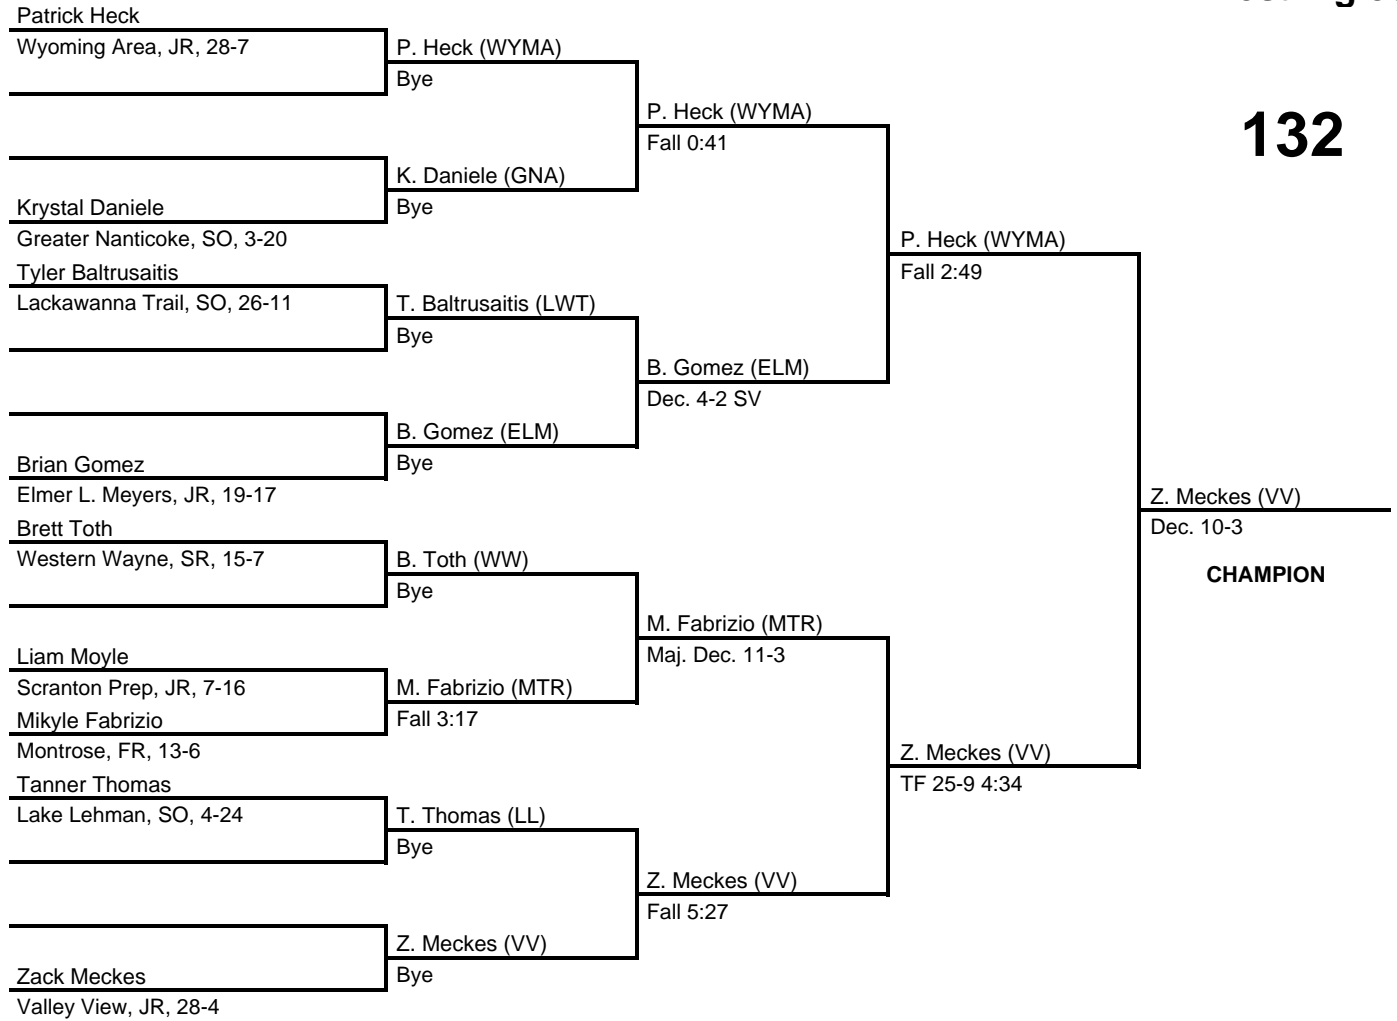 Patrick Heck
Wyoming Area, JR, 28-7
P. Heck (WYMA)
Bye
P. Heck (WYMA)
Fall 0:41
132
K. Daniele (GNA)
Bye
Krystal Daniele
Greater Nanticoke, SO, 3-20
P. Heck (WYMA)
Fall 2:49
Tyler Baltrusaitis
Lackawanna Trail, SO, 26-11
T. Baltrusaitis (LWT)
Bye
B. Gomez (ELM)
Dec. 4-2 SV
B. Gomez (ELM)
Bye
Brian Gomez
Elmer L. Meyers, JR, 19-17
Z. Meckes (VV)
Dec. 10-3
CHAMPION
Brett Toth
Western Wayne, SR, 15-7
B. Toth (WW)
Bye
M. Fabrizio (MTR)
Maj. Dec. 11-3
Liam Moyle
Scranton Prep, JR, 7-16
M. Fabrizio (MTR)
Fall 3:17
Mikyle Fabrizio
Montrose, FR, 13-6
Z. Meckes (VV)
TF 25-9 4:34
Tanner Thomas
Lake Lehman, SO, 4-24
T. Thomas (LL)
Bye
Z. Meckes (VV)
Fall 5:27
Z. Meckes (VV)
Bye
Zack Meckes
Valley View, JR, 28-4